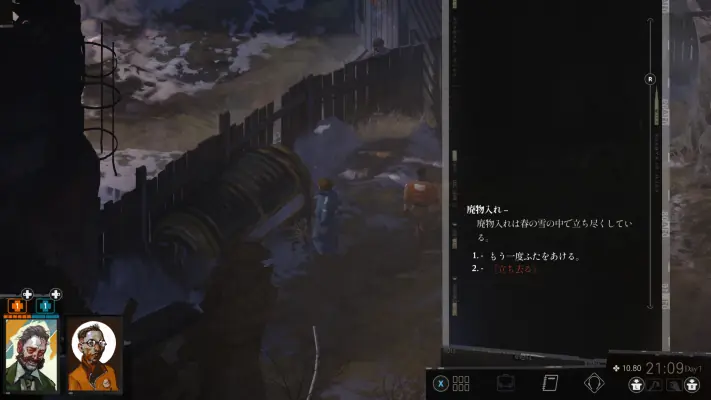 R
廃物入れ –
廃物入れは春の雪の中で立ち尽くしてい
る。
1. - もう一度ふたをあける。
2. - [立ち去る]
1 1
X
10.80 21:09 Day 1